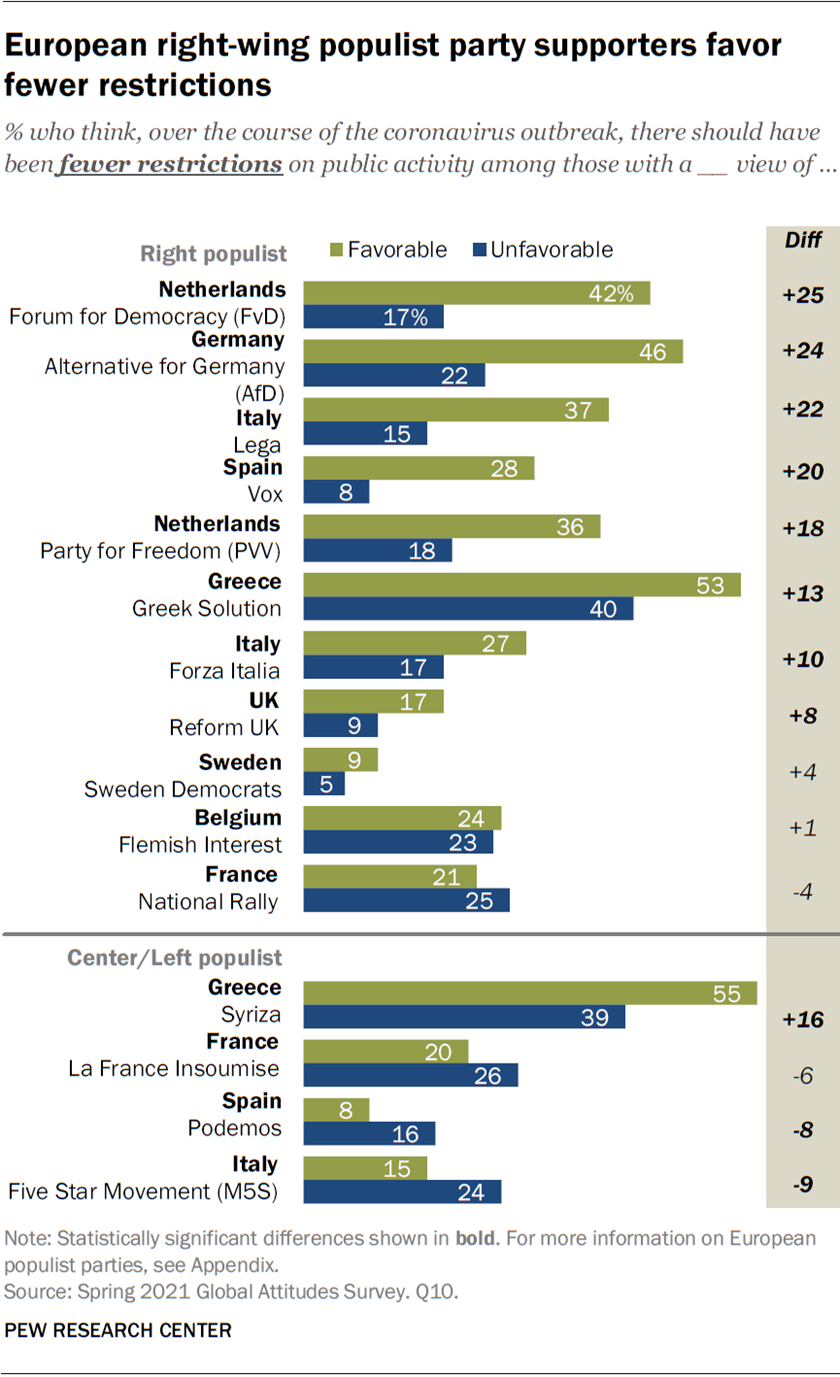 European right-wing populist party supporters favor
fewer restrictions
% who think, over the course of the coronavirus outbreak, there should have
been fewer restrictions on public activity among those with a __ view of ...
Diff
Right populist
Favorable
Unfavorable
Netherlands
Forum for Democracy (FvD)
42%
17%
+25
Germany
Alternative for Germany
(AfD)
46
22
+24
Italy
Lega
37
15
+22
Spain
Vox
28
8
+20
Netherlands
Party for Freedom (PVV)
36
18
+18
Greece
Greek Solution
53
40
+13
Italy
Forza Italia
27
17
+10
UK
Reform UK
17
9
+8
Sweden
Sweden Democrats
9
5
+4
Belgium
Flemish Interest
24
23
+1
France
National Rally
21
25
-4
Center/Left populist
Greece
Syriza
55
39
+16
France
La France Insoumise
20
26
-6
Spain
Podemos
8
16
-8
Italy
Five Star Movement (M5S)
15
24
-9
Note: Statistically significant differences shown in bold. For more information on European
populist parties, see Appendix.
Source: Spring 2021 Global Attitudes Survey. Q10.
PEW RESEARCH CENTER